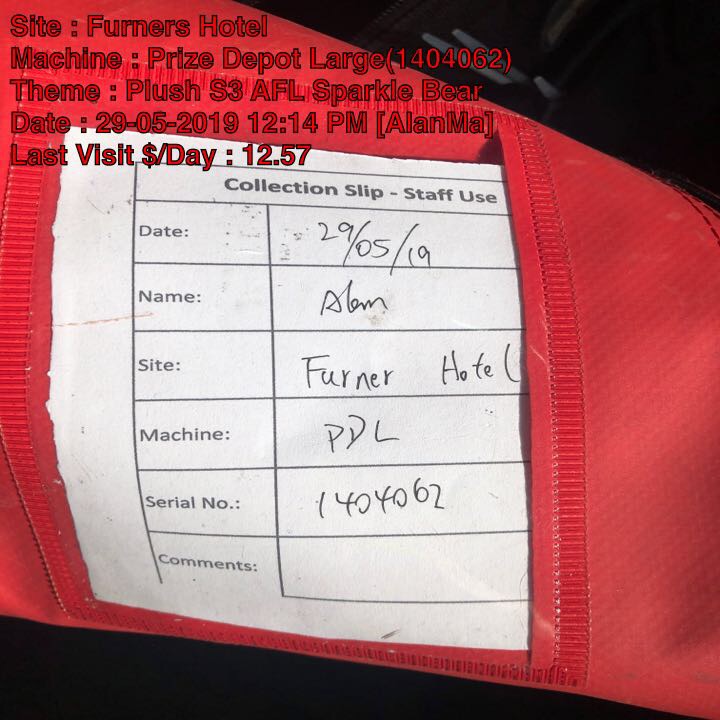 Site : Furners Hotel
Machine : Prize Depot Large(1404062)
Theme : Plush S3 AFL Sparkle Bear
Date : 29-05-2019 12:14 PM [AlanMa]
Last Visit $/Day : 12.57
Collection Slip - Staff Use
Date: 29/05/19
Name: Alan
Site: Furner Hotel
Machine: PDL
Serial No.: 1404062
Comments: